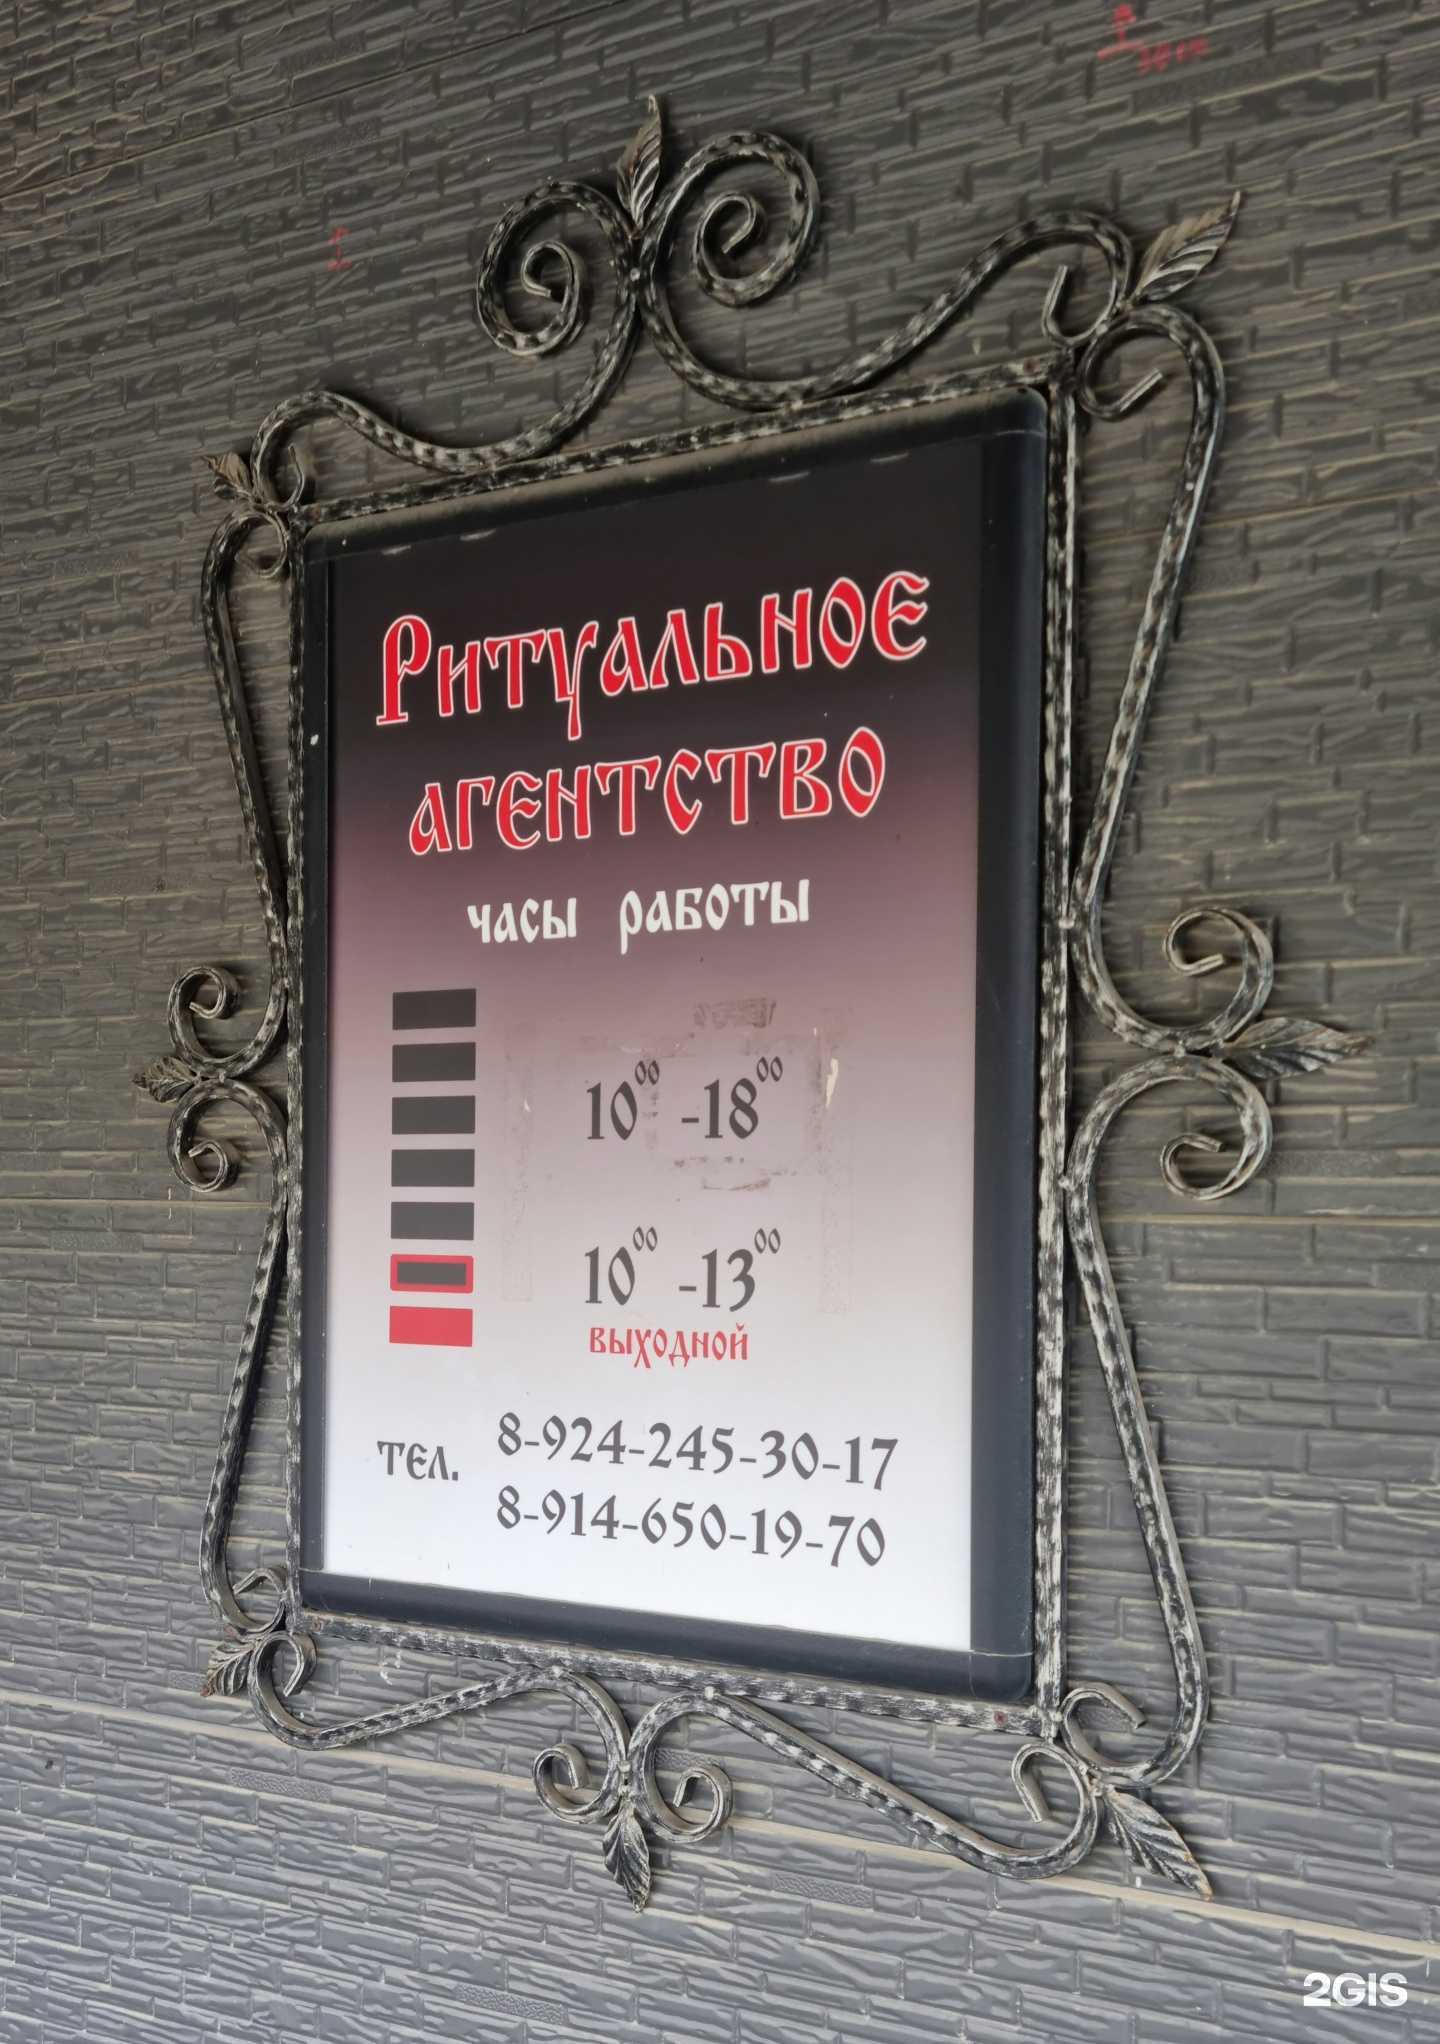 Ритуальное
агентство
часы работы
10⁰⁰ -18⁰⁰
10⁰⁰ -13⁰⁰
выходной
тел. 8-924-245-30-17
8-914-650-19-70
2GIS